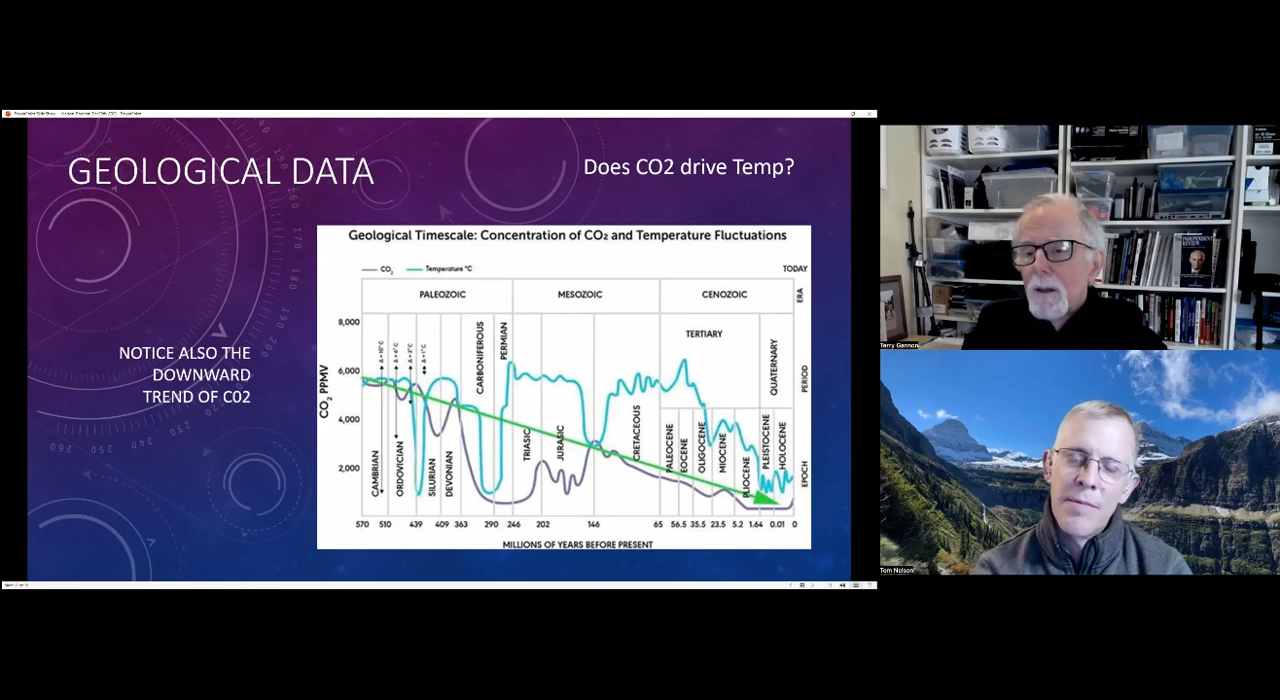 GEOLOGICAL DATA
Does CO2 drive Temp?
NOTICE ALSO THE
DOWNWARD
TREND OF C02
Geological Timescale: Concentration of CO₂ and Temperature Fluctuations
CO₂
Temperature °C
TODAY
PALEOZOIC
MESOZOIC
CENOZOIC
ERA
8,000
6,000
4,000
2,000
CO₂ PPMV
TERTIARY
QUATERNARY
PERIOD
CARBONIFEROUS
PERMIAN
CAMBRIAN
ORDOVICIAN
SILURIAN
DEVONIAN
TRIASIC
JURASIC
CRETACEOUS
PALEOCENE
EOCENE
OLIGOCENE
MIOCENE
PLIOCENE
PLEISTOCENE
HOLOCENE
EPOCH
570 510 439 409 363 290 246 202 146 65 56.5 35.5 23.5 5.2 1.64 0.01 0
MILLIONS OF YEARS BEFORE PRESENT
Terry Gannon
INDEPENDENT
REVIEW
Tom Nelson